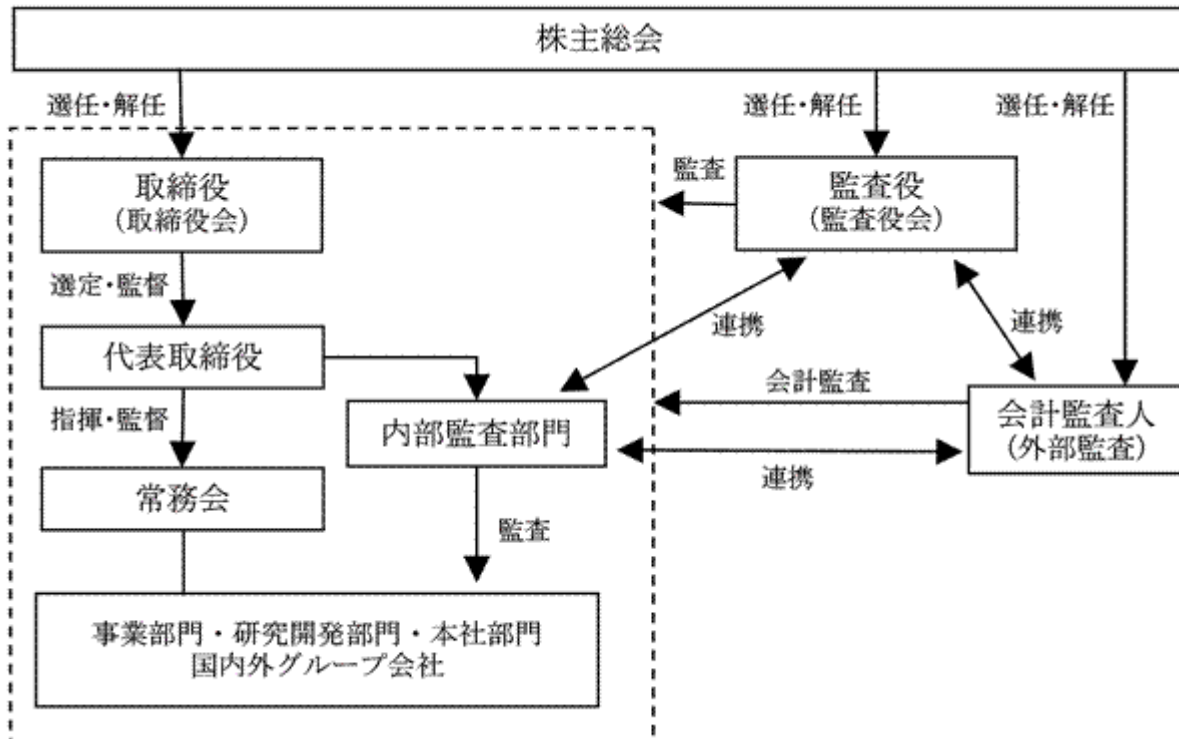 株主総会
選任・解任
選任・解任
選任・解任
取締役
(取締役会)
監査
監査役
(監査役会)
選定・監督
連携
連携
代表取締役
会計監査
会計監査人
(外部監査)
指揮・監督
内部監査部門
連携
常務会
監査
事業部門・研究開発部門・本社部門
国内外グループ会社